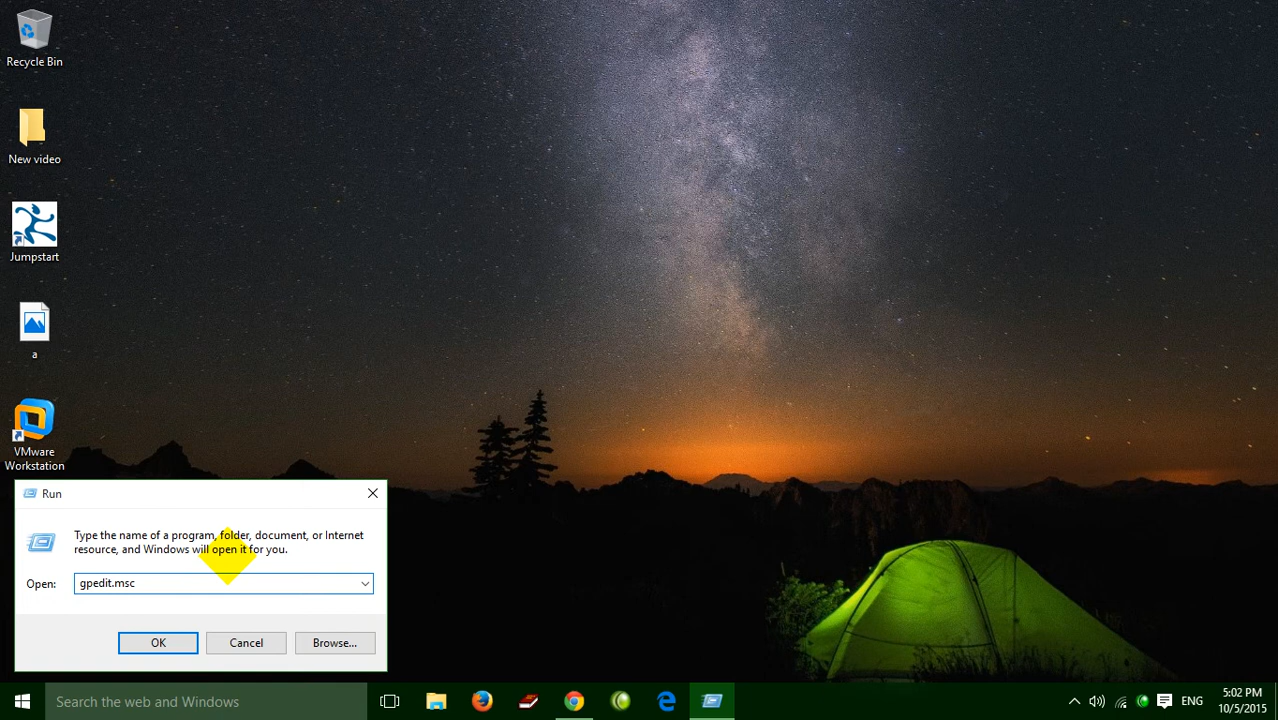 Recycle Bin
New video
Jumpstart
a
VMware
Workstation
Run
Type the name of a program, folder, document, or Internet
resource, and Windows will open it for you.
Open:
gpedit.msc
OK
Cancel
Browse...
Search the web and Windows
ENG
5:02 PM
10/5/2015